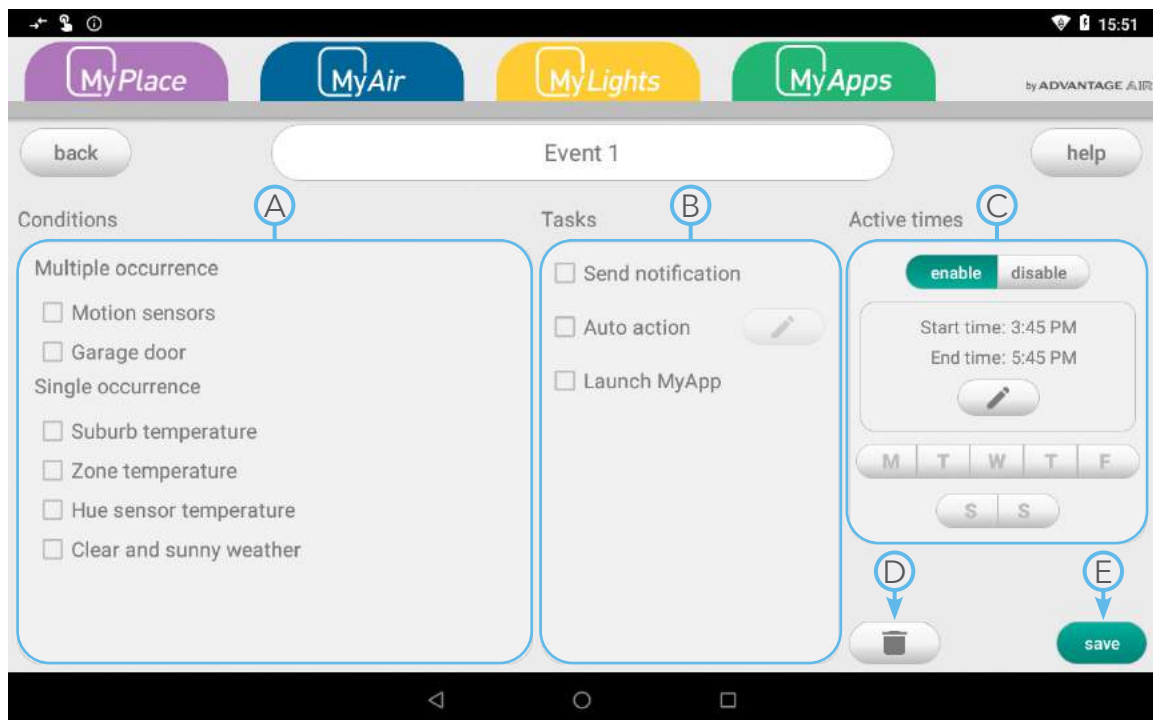 15:51
MyPlace
MyAir
MyLights
MyApps
by ADVANTAGE AIR
back
Event 1
help
A
B
C
Conditions
Tasks
Active times
Multiple occurrence
Motion sensors
Garage door
Single occurrence
Suburb temperature
Zone temperature
Hue sensor temperature
Clear and sunny weather
Send notification
Auto action
Launch MyApp
enable disable
Start time: 3:45 PM
End time: 5:45 PM
M T W T F
S S
D
E
save